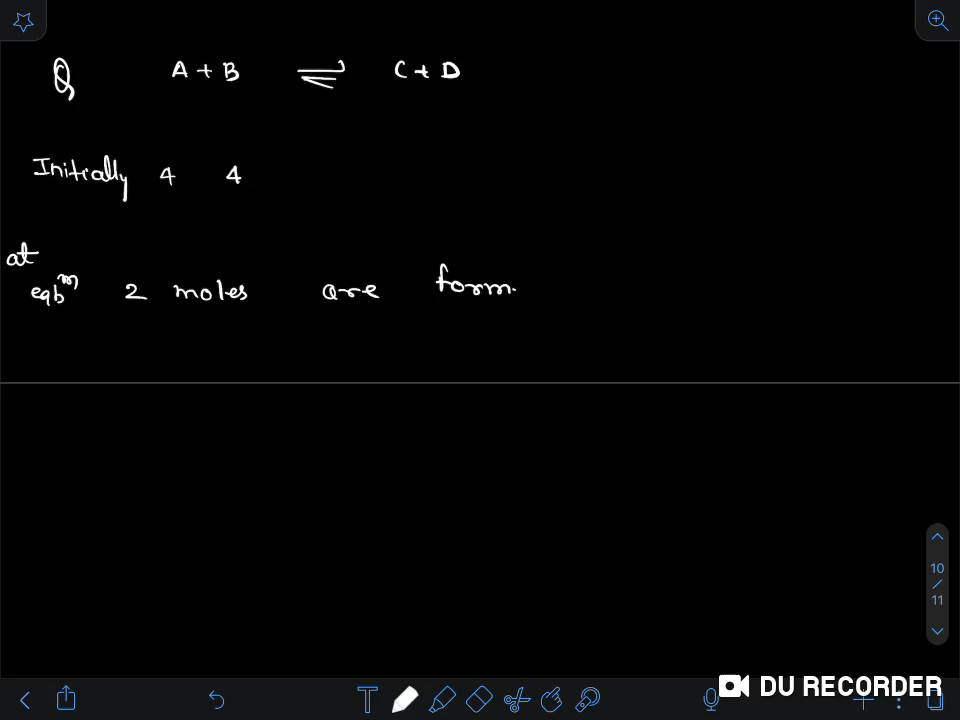 Q A + B ⇌ C + D
Initially 4 4
at
eqbᵐ 2 moles are form.
10
/
11
T
DU RECORDER